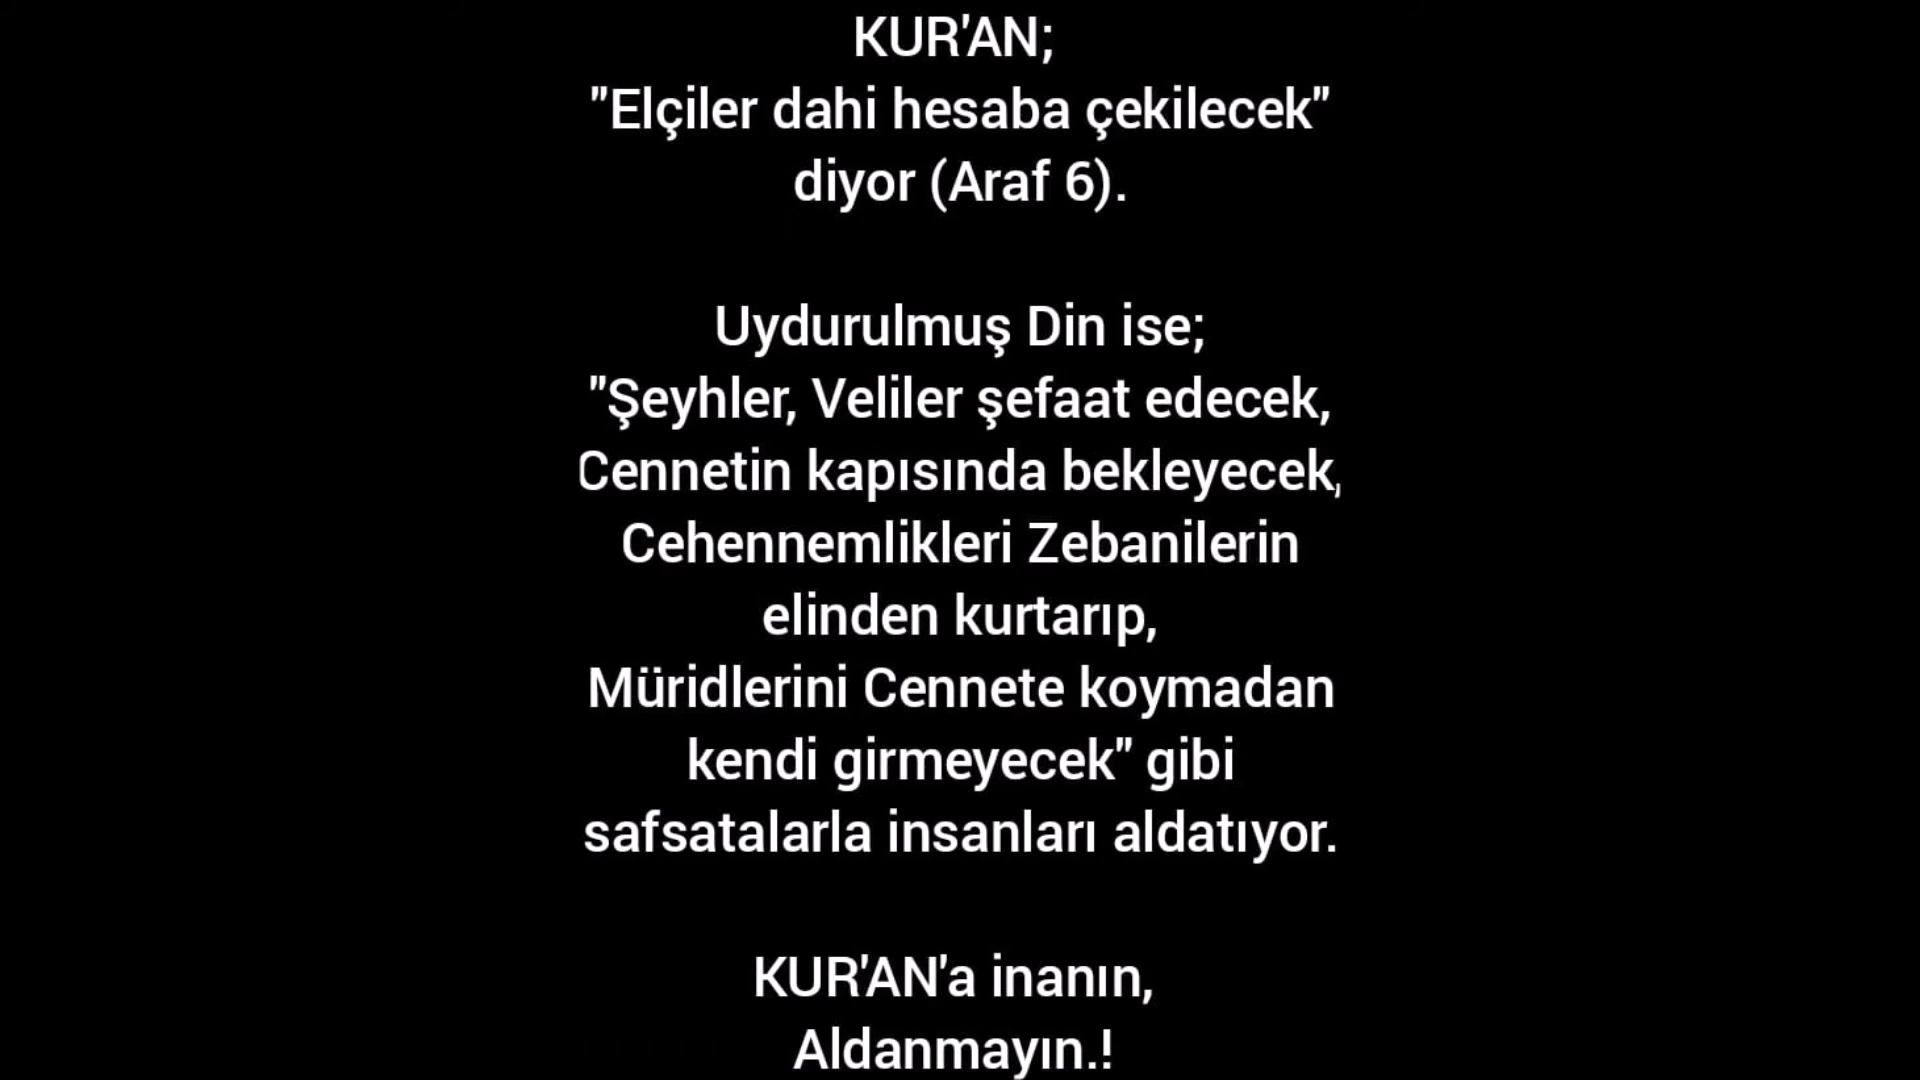 KUR'AN;
"Elçiler dahi hesaba çekilecek"
diyor (Araf 6).
Uydurulmuş Din ise;
"Şeyhler, Veliler şefaat edecek,
Cennetin kapısında bekleyecek,
Cehennemlikleri Zebanilerin
elinden kurtarıp,
Müridlerini Cennete koymadan
kendi girmeyecek" gibi
safsatalarla insanları aldatıyor.
KUR'AN'a inanın,
Aldanmayın.!